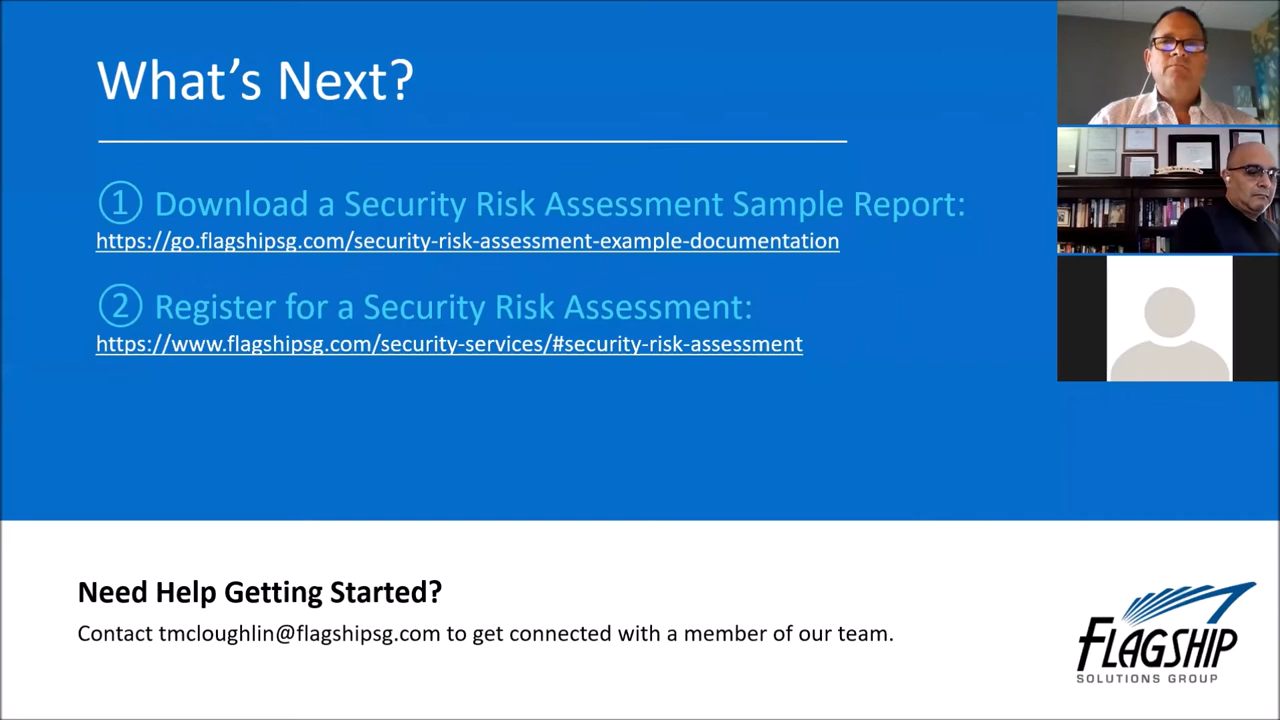 What's Next?
① Download a Security Risk Assessment Sample Report:
https://go.flagshipsg.com/security-risk-assessment-example-documentation
② Register for a Security Risk Assessment:
https://www.flagshipsg.com/security-services/#security-risk-assessment
Need Help Getting Started?
Contact tmcloughlin@flagshipsg.com to get connected with a member of our team.
FLAGSHIP
SOLUTIONS GROUP